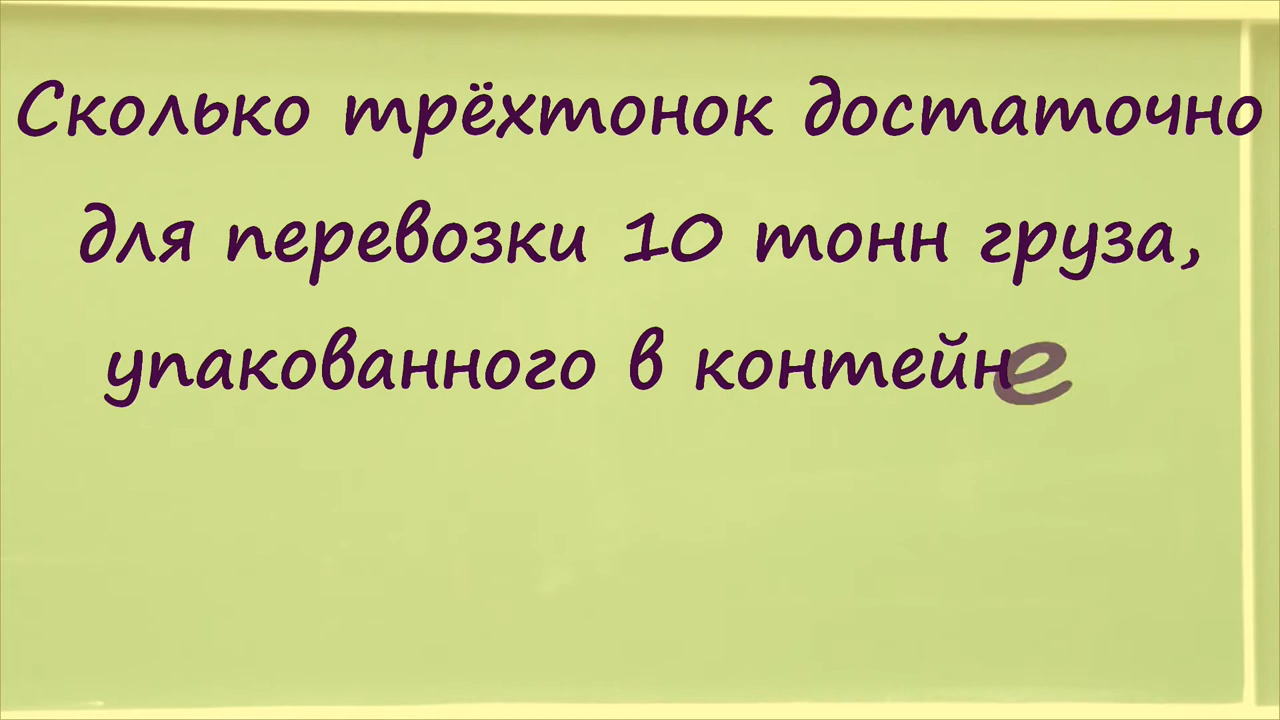 Сколько трёхтонок достаточно
для перевозки 10 тонн груза,
упакованного в контейне